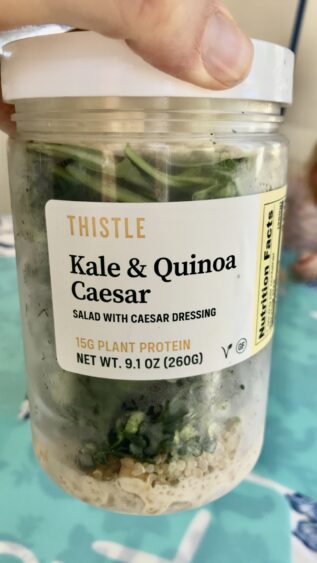 THISTLE
Kale & Quinoa
Caesar
SALAD WITH CAESAR DRESSING
15G PLANT PROTEIN
NET WT. 9.1 OZ (260G)
V GF
Nutrition Facts